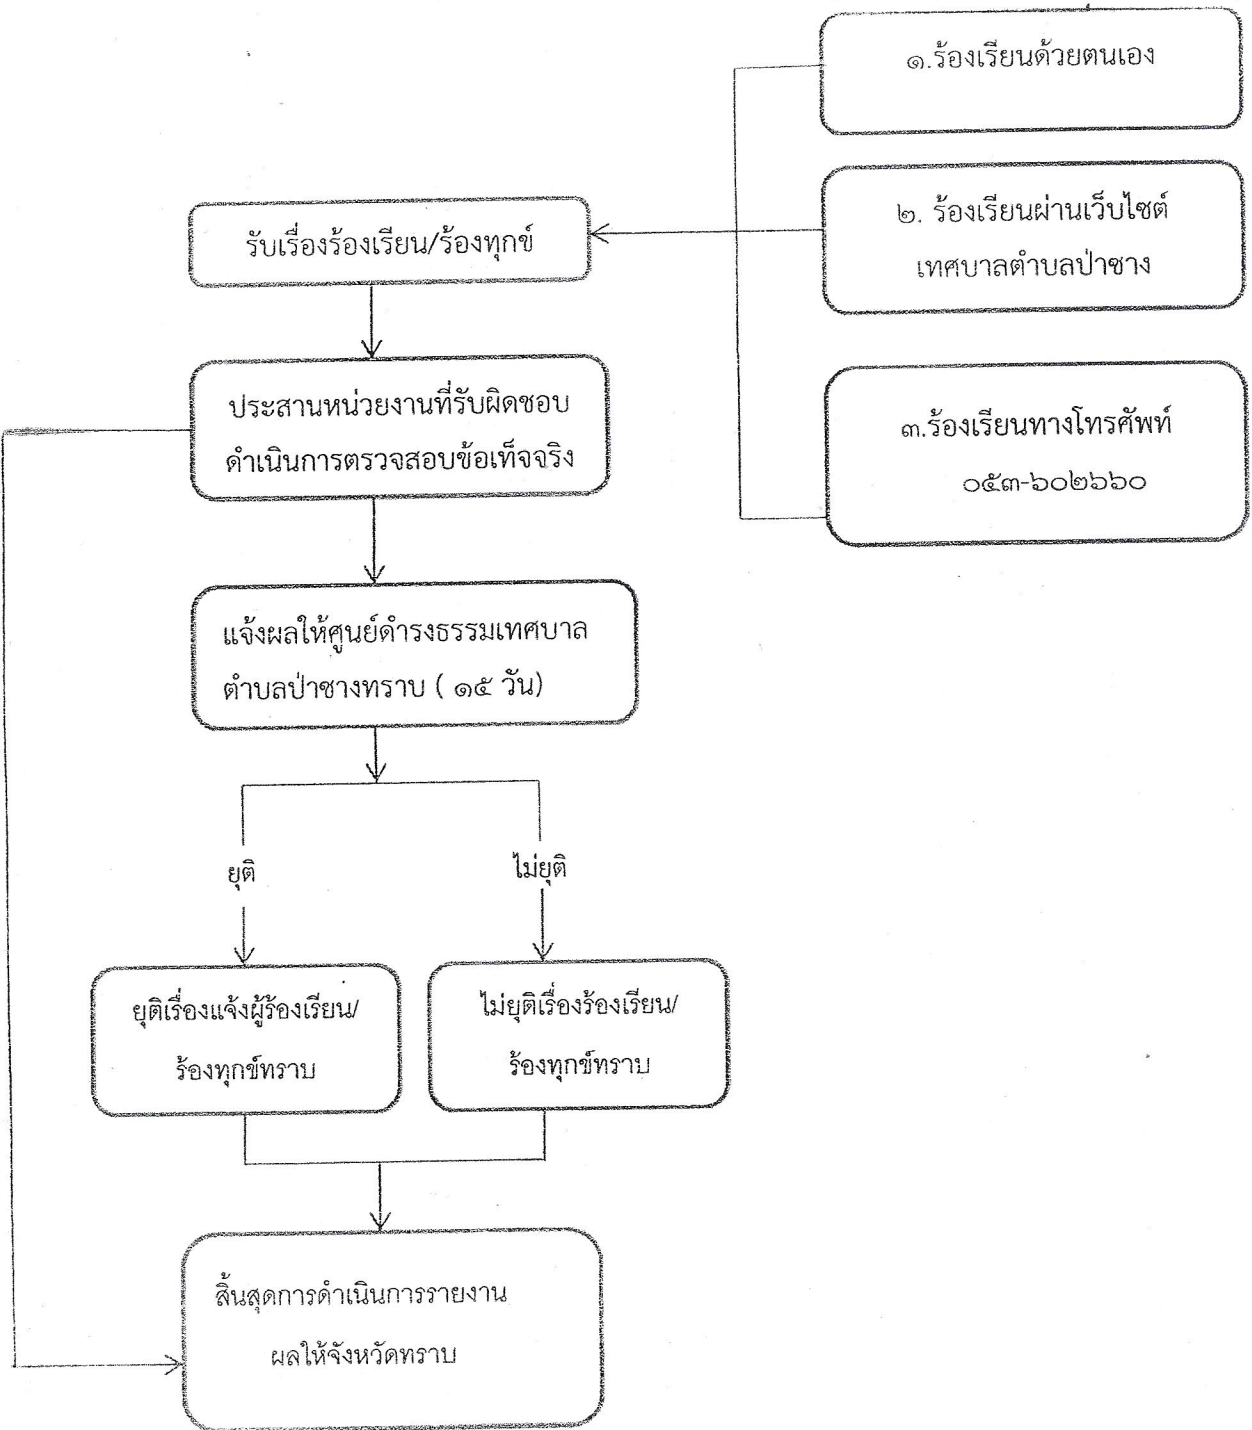 ๑.ร้องเรียนด้วยตนเอง
๒. ร้องเรียนผ่านเว็บไซต์
เทศบาลตำบลป่าซาง
๓.ร้องเรียนทางโทรศัพท์
๐๕๓-๖๐๒๖๖๐
รับเรื่องร้องเรียน/ร้องทุกข์
ประสานหน่วยงานที่รับผิดชอบ
ดำเนินการตรวจสอบข้อเท็จจริง
แจ้งผลให้ศูนย์ดำรงธรรมเทศบาล
ตำบลป่าซางทราบ ( ๑๕ วัน)
ยุติ
ไม่ยุติ
ยุติเรื่องแจ้งผู้ร้องเรียน/
ร้องทุกข์ทราบ
ไม่ยุติเรื่องร้องเรียน/
ร้องทุกข์ทราบ
สิ้นสุดการดำเนินการรายงาน
ผลให้จังหวัดทราบ